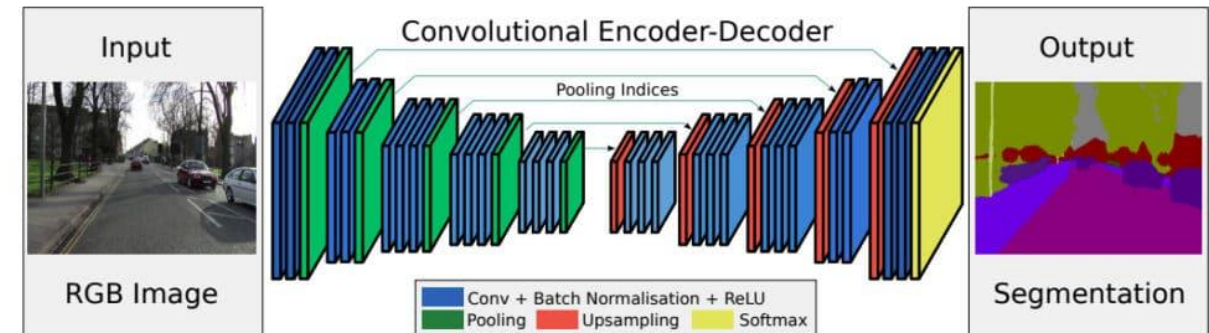 Input
Convolutional Encoder-Decoder
Output
Pooling Indices
RGB Image
Conv + Batch Normalisation + ReLU
Pooling
Upsampling
Softmax
Segmentation